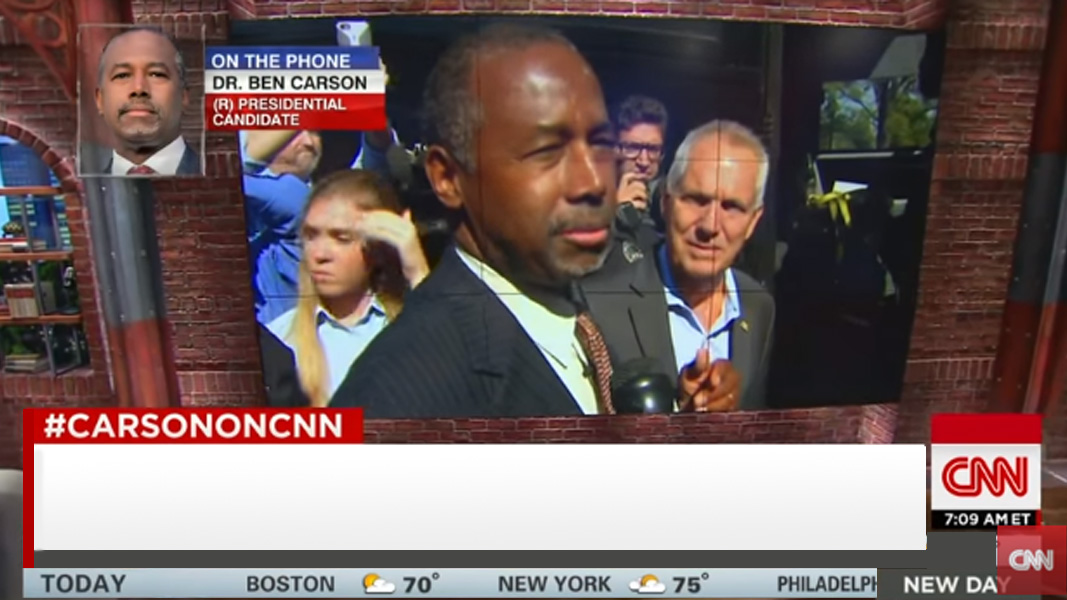 ON THE PHONE
DR. BEN CARSON
(R) PRESIDENTIAL
CANDIDATE
#CARSONONCNN
CNN
7:09 AM ET
CNN
TODAY BOSTON 70° NEW YORK 75° PHILADELPH
NEW DAY